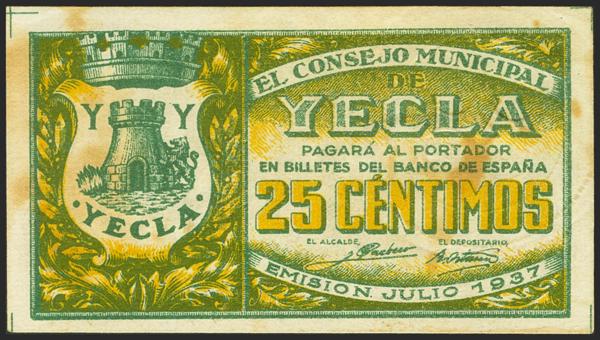 Y Y
·YECLA·
EL CONSEJO MUNICIPAL
DE
YECLA
PAGARÁ AL PORTADOR
EN BILLETES DEL BANCO DE ESPAÑA
25 CÉNTIMOS
EL ALCALDE, EL DEPOSITARIO,
EMISION JULIO 1937